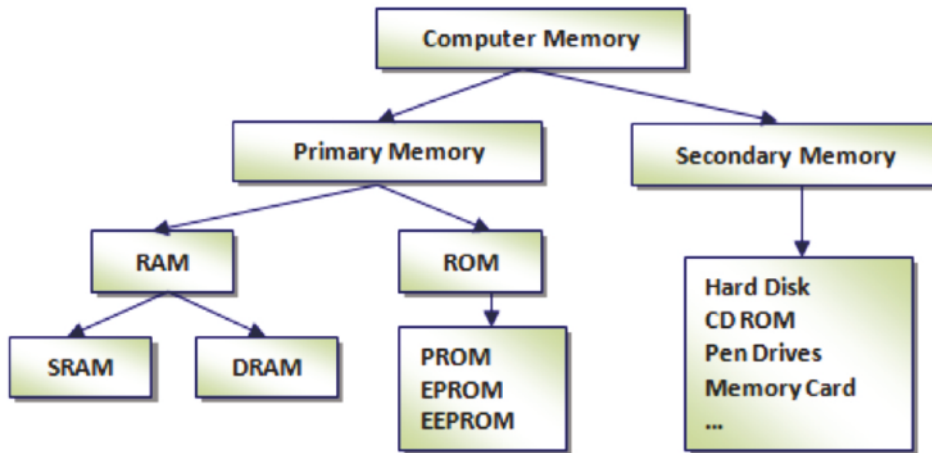 Computer Memory
Primary Memory
Secondary Memory
RAM
ROM
SRAM
DRAM
PROM
EPROM
EEPROM
Hard Disk
CD ROM
Pen Drives
Memory Card
...